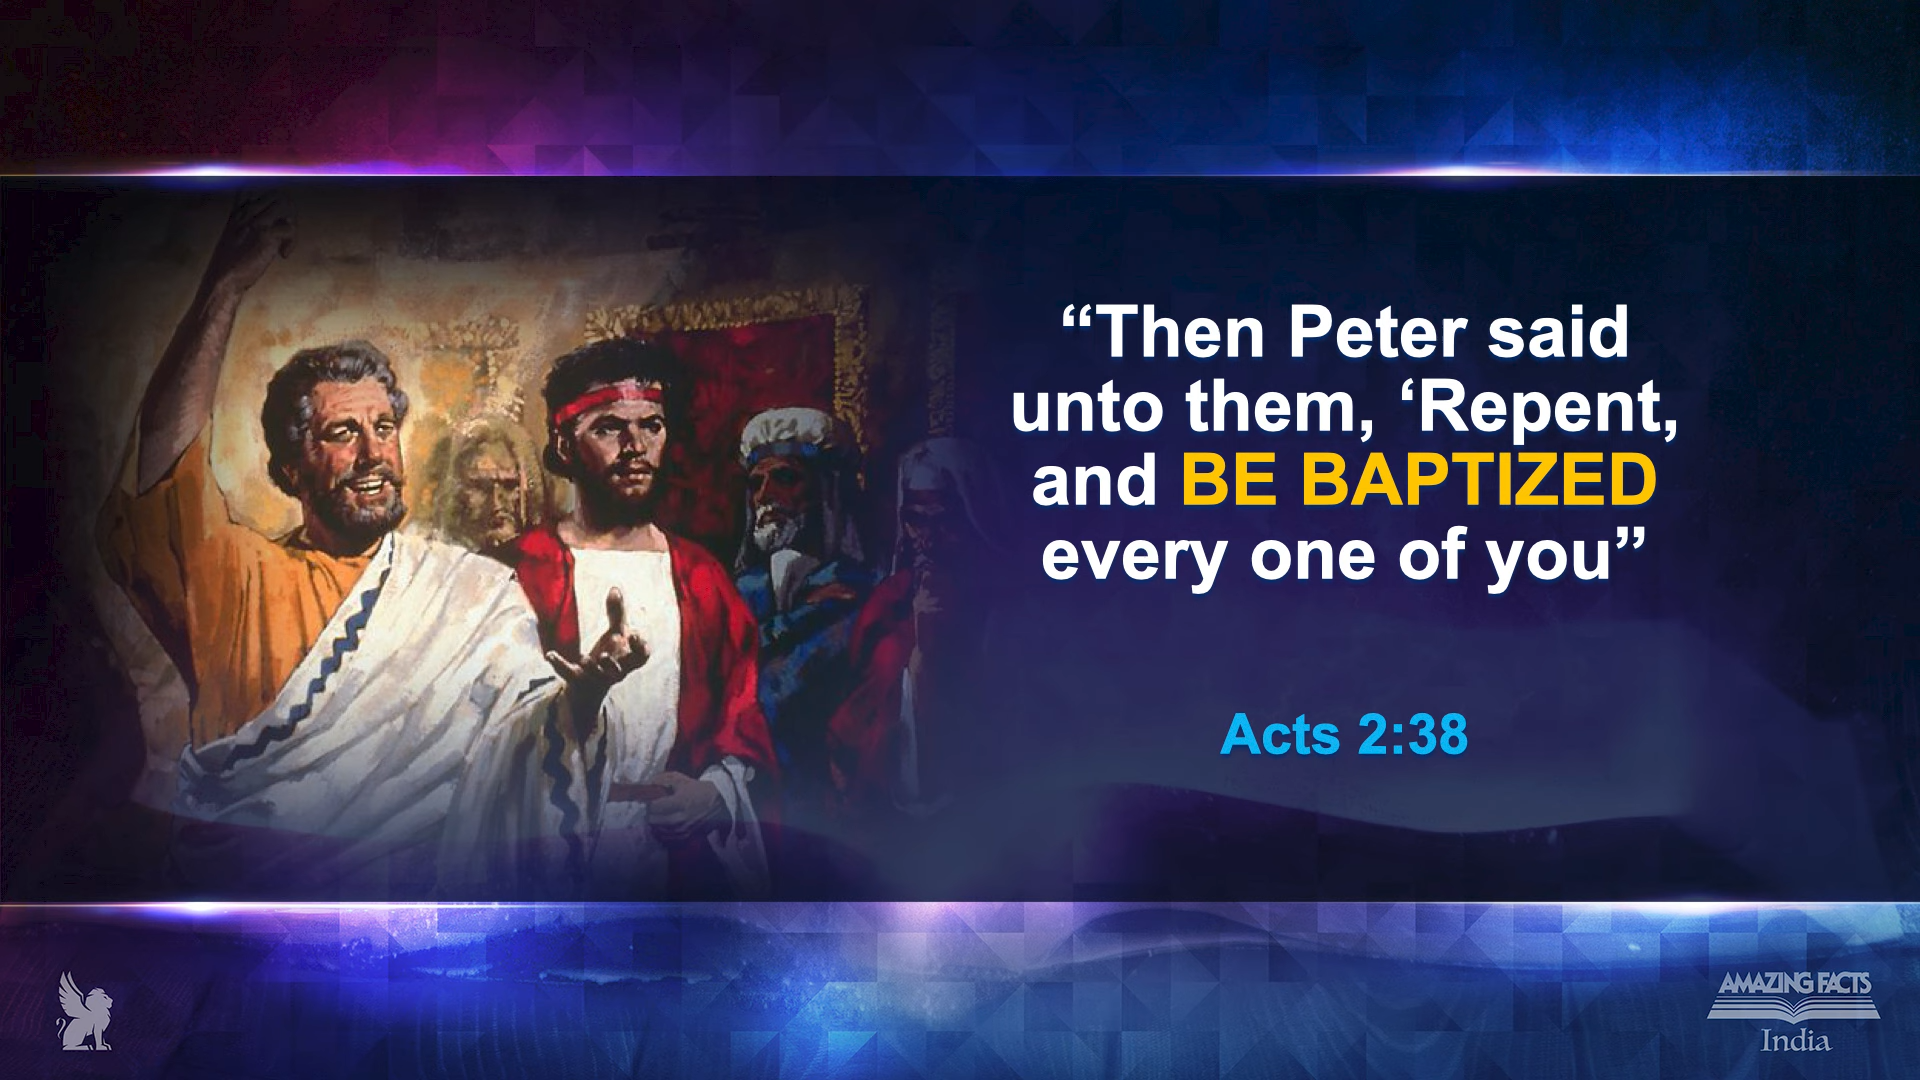 “Then Peter said
unto them, ‘Repent,
and BE BAPTIZED
every one of you”
Acts 2:38
AMAZING FACTS
India